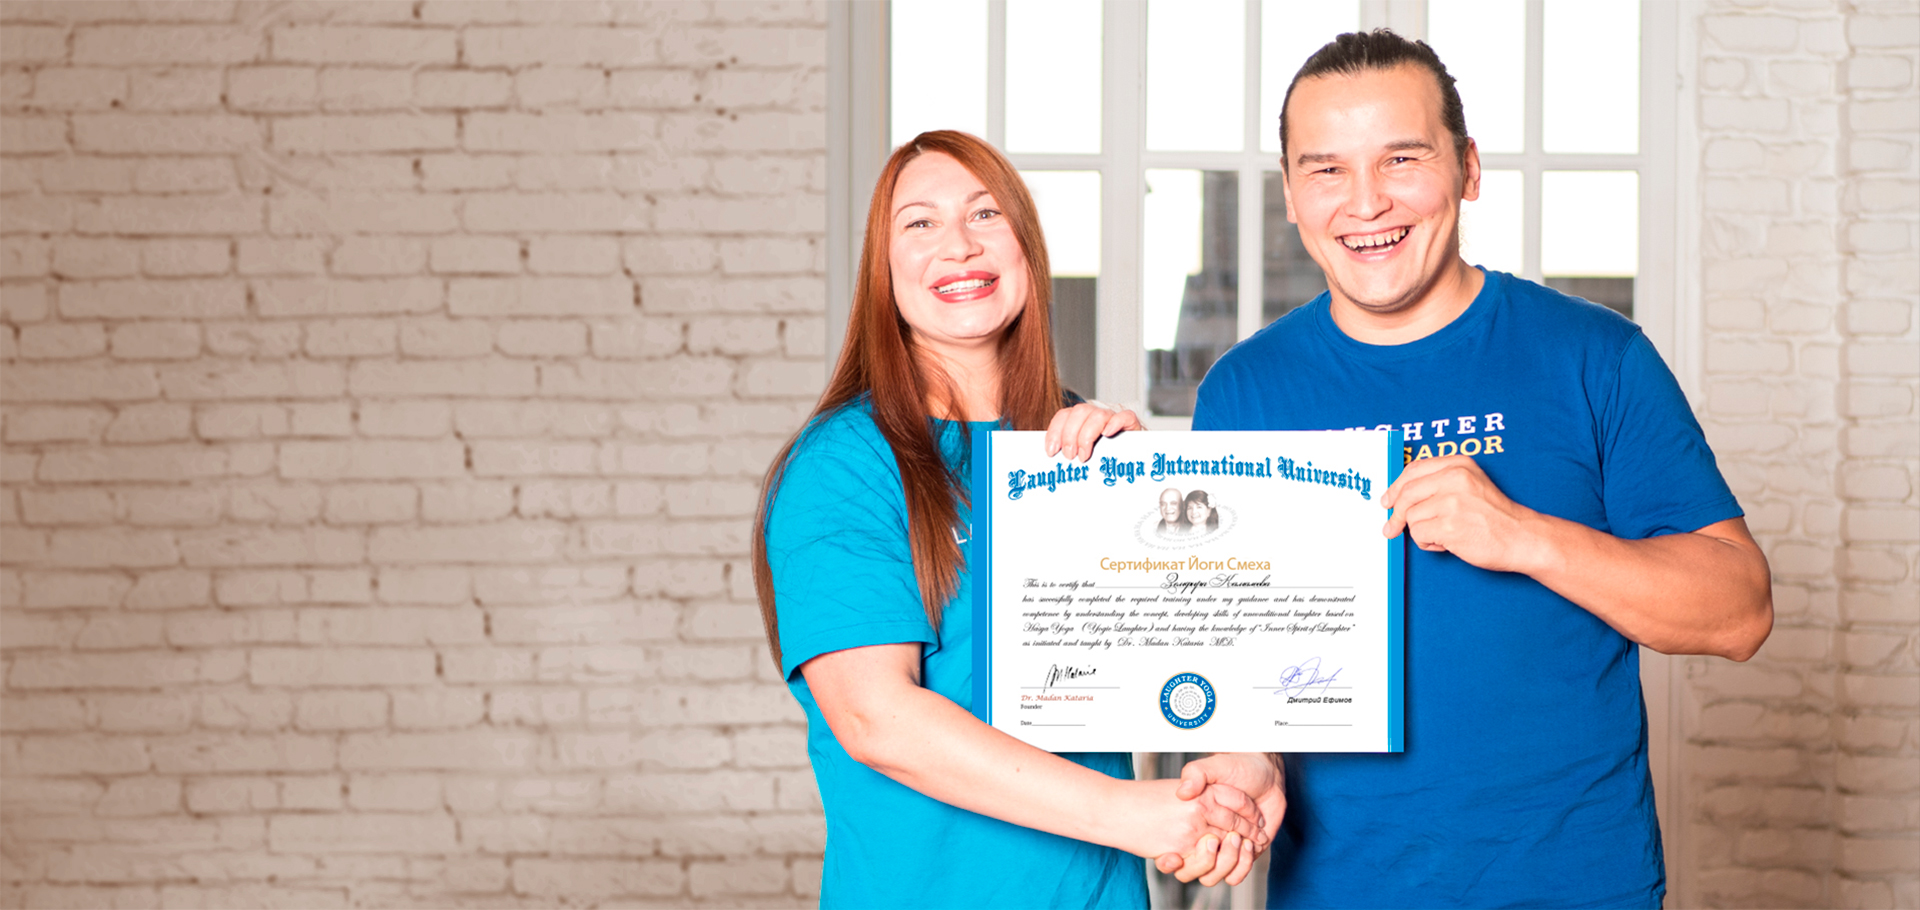 GHTER
SADOR
L
Laughter Yoga International University
Сертификат Йоги Смеха
This is to certify that
has successfully completed the required training under my guidance and has demonstrated
competence by understanding the concept, developing skills of unconditional laughter based on
Hasya Yoga (Yogic Laughter) and having the knowledge of "Inner Spirit of Laughter"
as initiated and taught by Dr. Madan Kataria MD.
Dr. Madan Kataria
Founder
Date
LAUGHTER YOGA
UNIVERSITY
Дмитрий Ефимов
Place